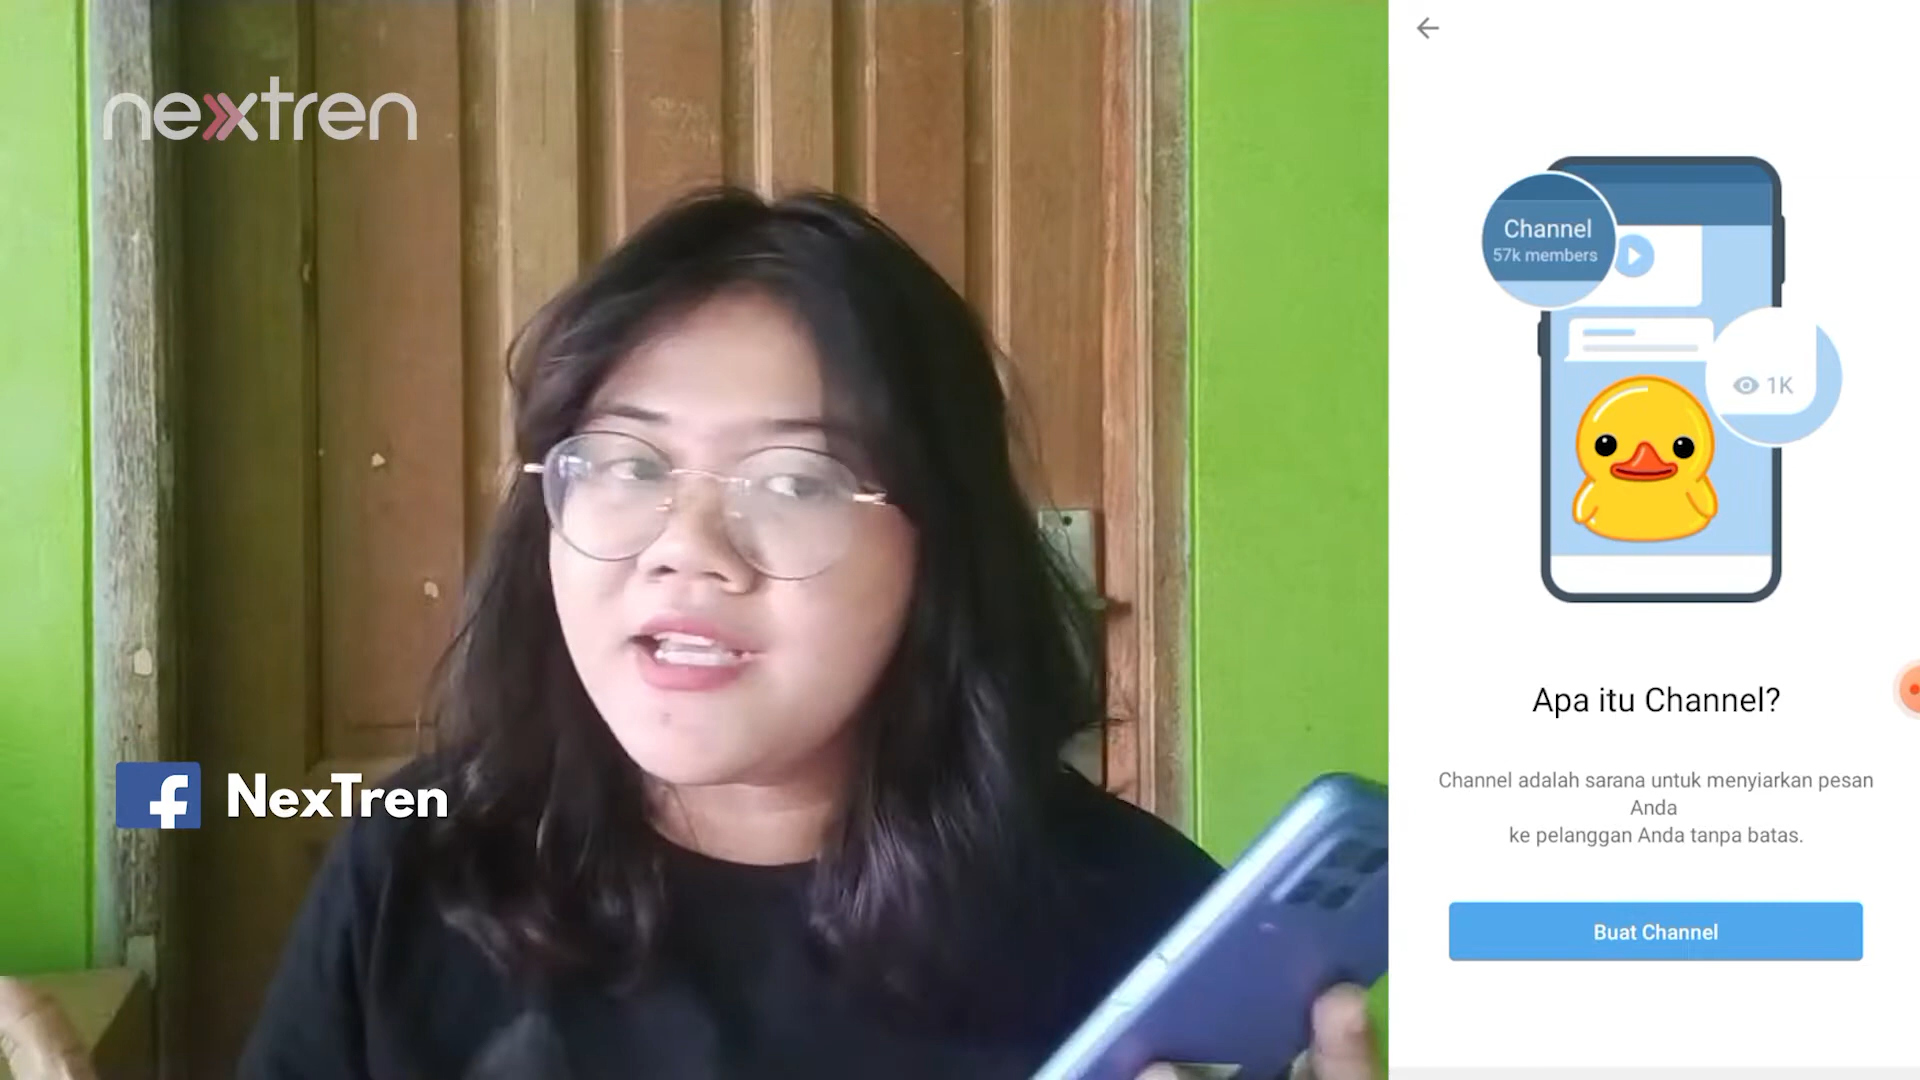 nextren
NexTren
Channel
57k members
1K
Apa itu Channel?
Channel adalah sarana untuk menyiarkan pesan
Anda
ke pelanggan Anda tanpa batas.
Buat Channel